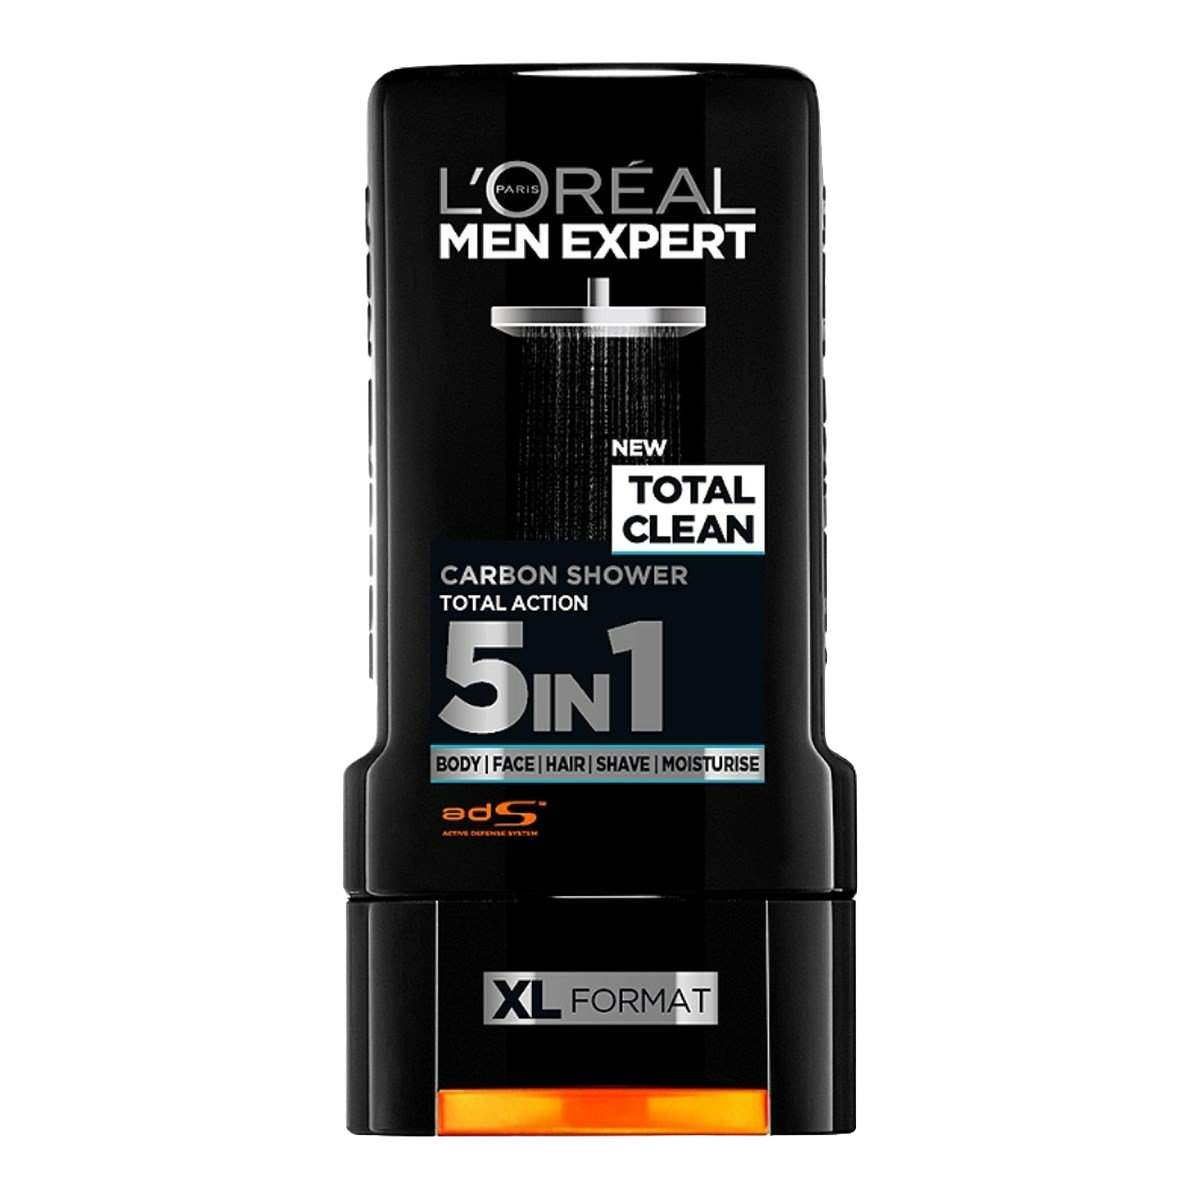 L'ORÉAL
PARIS
MEN EXPERT
NEW
TOTAL
CLEAN
CARBON SHOWER
TOTAL ACTION
5IN1
BODY | FACE | HAIR | SHAVE | MOISTURISE
adS™
ACTIVE DEFENSE SYSTEM
XL FORMAT